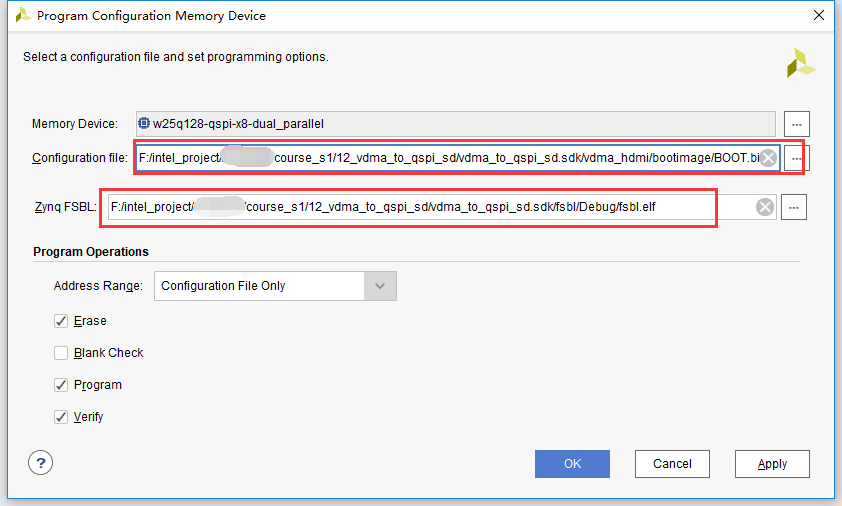 Program Configuration Memory Device
Select a configuration file and set programming options.
Memory Device: w25q128-qspi-x8-dual_parallel ...
Configuration file: F:/intel_project/ course_s1/12_vdma_to_qspi_sd/vdma_to_qspi_sd.sdk/vdma_hdmi/bootimage/BOOT.bi ...
Zynq FSBL: F:/intel_project/ /course_s1/12_vdma_to_qspi_sd/vdma_to_qspi_sd.sdk/fsbl/Debug/fsbl.elf ...
Program Operations
Address Range: Configuration File Only
Erase
Blank Check
Program
Verify
? OK Cancel Apply